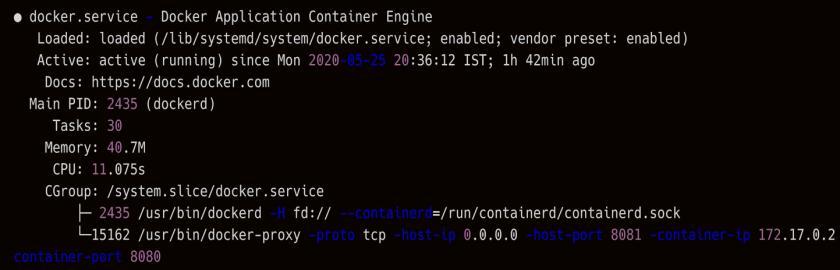 ● docker.service - Docker Application Container Engine
Loaded: loaded (/lib/systemd/system/docker.service; enabled; vendor preset: enabled)
Active: active (running) since Mon 2020-05-25 20:36:12 IST; 1h 42min ago
Docs: https://docs.docker.com
Main PID: 2435 (dockerd)
Tasks: 30
Memory: 40.7M
CPU: 11.075s
CGroup: /system.slice/docker.service
├─ 2435 /usr/bin/dockerd -H fd:// --containerd=/run/containerd/containerd.sock
└─15162 /usr/bin/docker-proxy -proto tcp -host-ip 0.0.0.0 -host-port 8081 -container-ip 172.17.0.2
container-port 8080